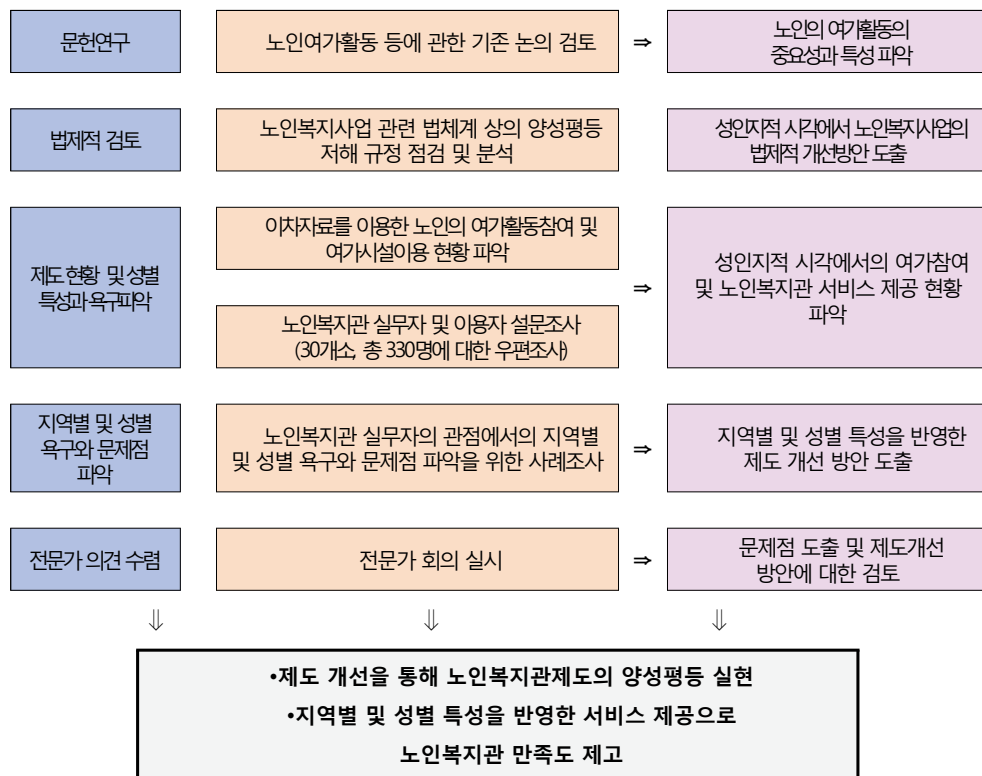 문헌연구
노인여가활동 등에 관한 기존 논의 검토
⇒
노인의 여가활동의
중요성과 특성 파악
법제적 검토
노인복지사업 관련 법체계 상의 양성평등
저해 규정 점검 및 분석
성인지적 시각에서 노인복지사업의
법제적 개선방안 도출
제도 현황 및 성별
특성과 욕구파악
이차자료를 이용한 노인의 여가활동참여 및
여가시설이용 현황 파악
노인복지관 실무자 및 이용자 설문조사
(30개소, 총 330명에 대한 우편조사)
⇒
성인지적 시각에서의 여가참여
및 노인복지관 서비스 제공 현황
파악
지역별 및 성별
욕구와 문제점
파악
노인복지관 실무자의 관점에서의 지역별
및 성별 욕구와 문제점 파악을 위한 사례조사
⇒
지역별 및 성별 특성을 반영한
제도 개선 방안 도출
전문가 의견 수렴
전문가 회의 실시
⇒
문제점 도출 및 제도개선
방안에 대한 검토
⇓ ⇓ ⇓
•제도 개선을 통해 노인복지관제도의 양성평등 실현
•지역별 및 성별 특성을 반영한 서비스 제공으로
노인복지관 만족도 제고